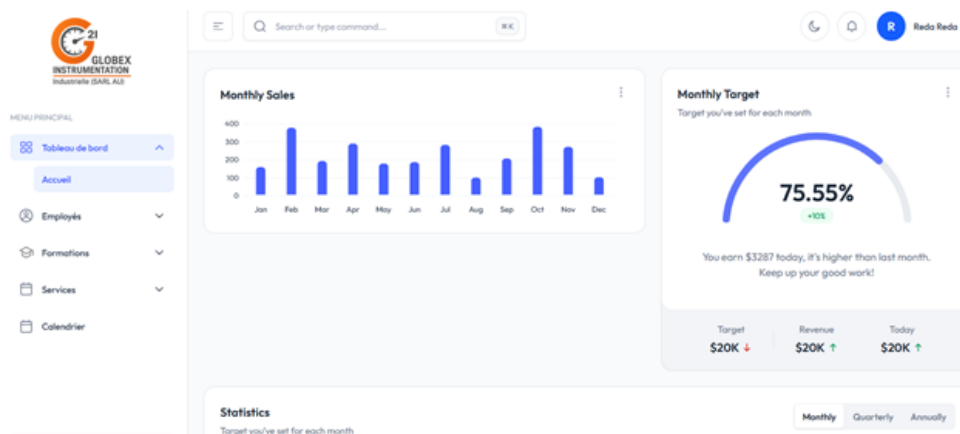 21
GLOBEX
INSTRUMENTATION
Industrielle (SARL AU)
MENU PRINCIPAL
Tableau de bord
Accueil
Employés
Formations
Services
Calendrier
Search or type command...
⌘K
R
Reda Reda
Monthly Sales
400
300
200
100
0
Jan Feb Mar Apr May Jun Jul Aug Sep Oct Nov Dec
Monthly Target
Target you've set for each month
75.55%
+10%
You earn $3287 today, it's higher than last month.
Keep up your good work!
Target Revenue Today
$20K ↓ $20K ↑ $20K ↑
Statistics
Target you've set for each month
Monthly Quarterly Annually